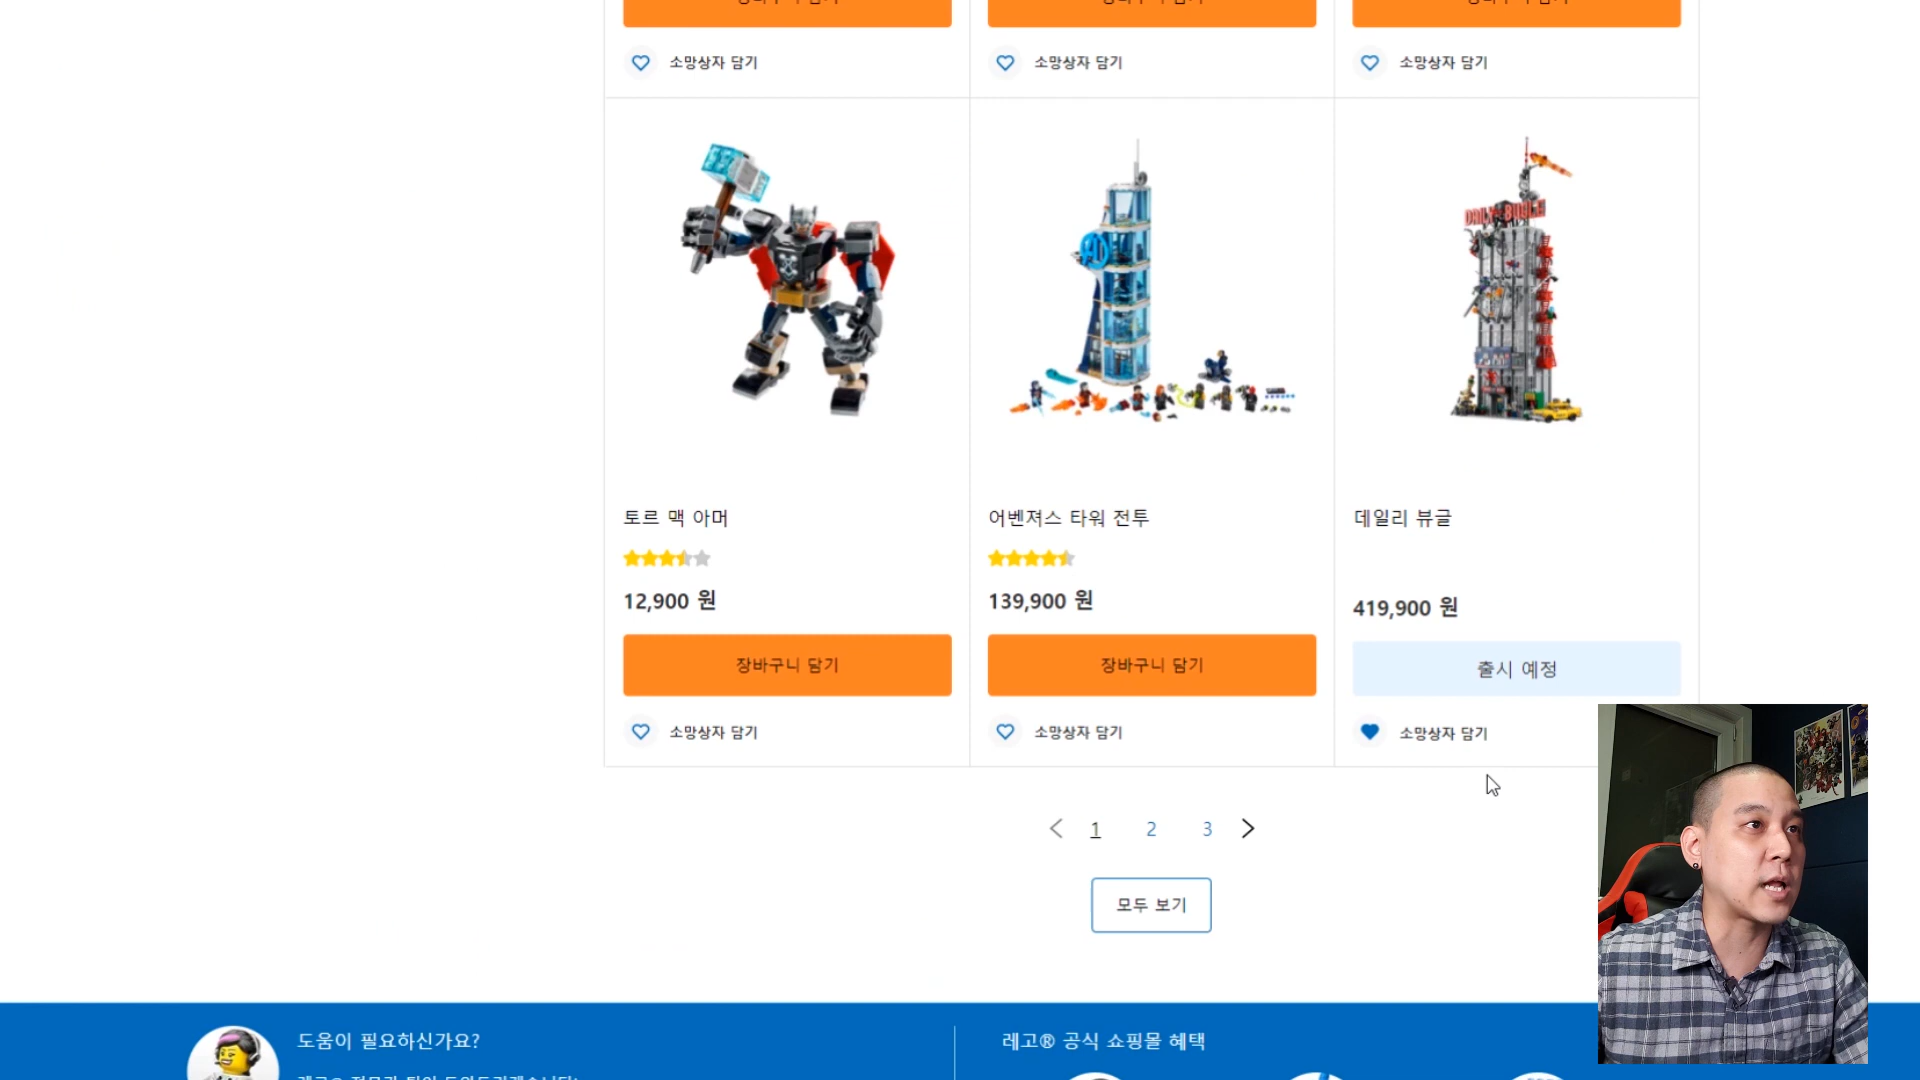 소망상자 담기
소망상자 담기
소망상자 담기
DAILY BUGLE
토르 맥 아머
어벤져스 타워 전투
데일리 뷰글
12,900 원
139,900 원
419,900 원
장바구니 담기
장바구니 담기
출시 예정
소망상자 담기
소망상자 담기
소망상자 담기
1 2 3
모두 보기
도움이 필요하신가요?
레고® 공식 쇼핑몰 혜택